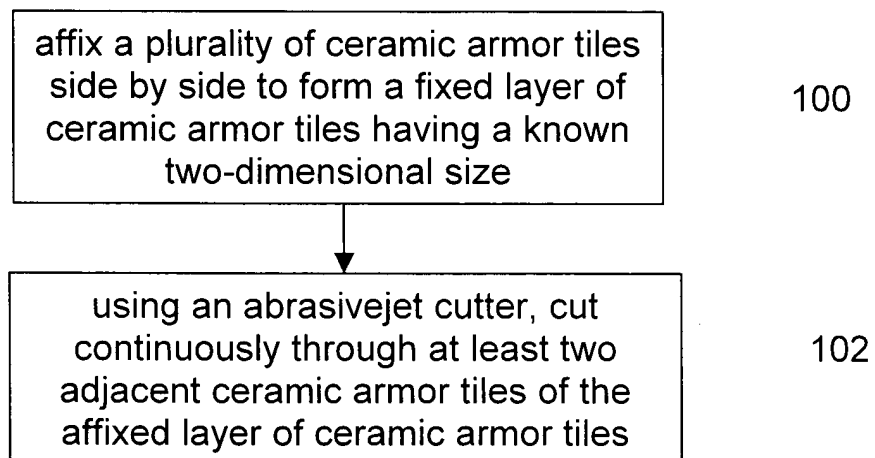 affix a plurality of ceramic armor tiles
side by side to form a fixed layer of
ceramic armor tiles having a known
two-dimensional size
100
using an abrasivejet cutter, cut
continuously through at least two
adjacent ceramic armor tiles of the
affixed layer of ceramic armor tiles
102